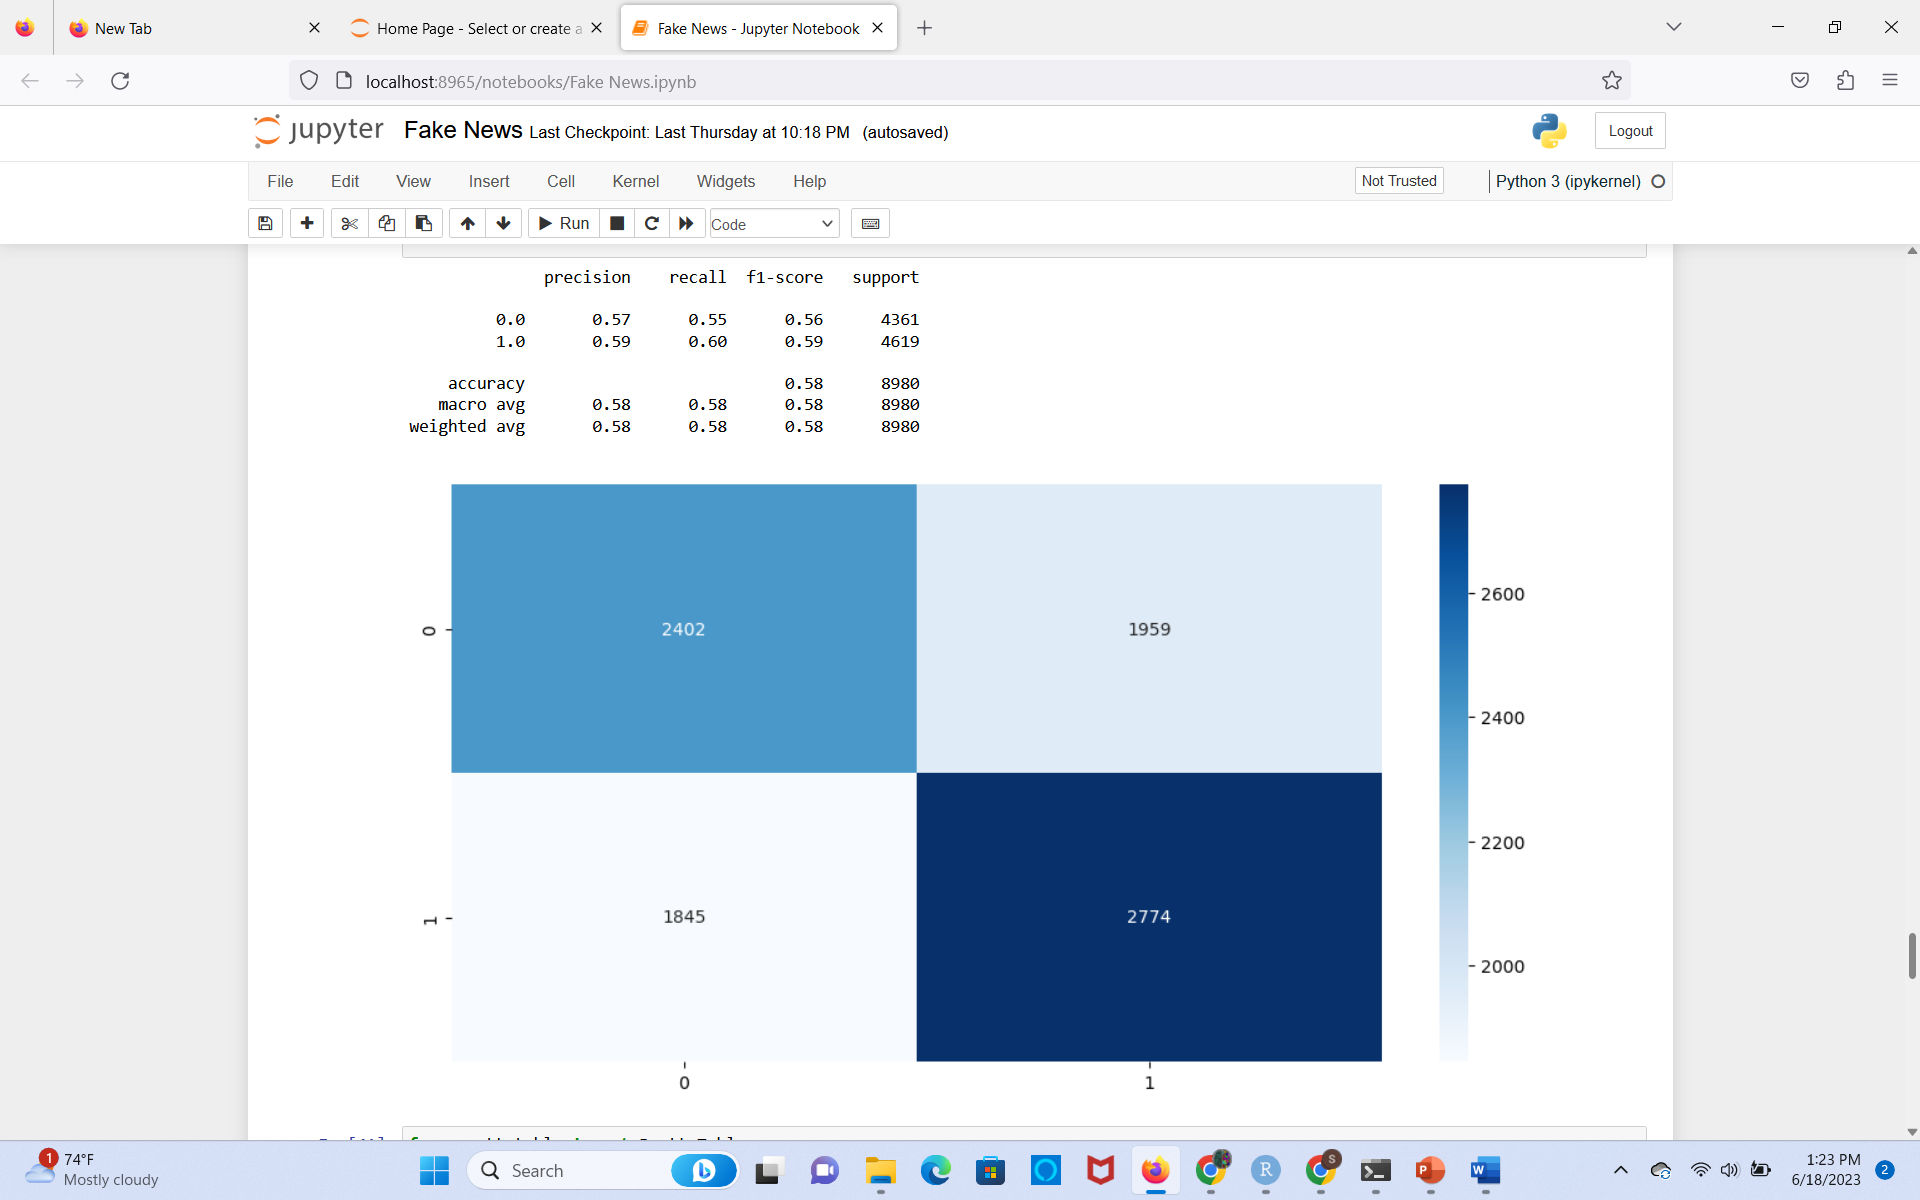 New Tab
Home Page - Select or create a
Fake News - Jupyter Notebook
localhost:8965/notebooks/Fake News.ipynb
jupyter Fake News Last Checkpoint: Last Thursday at 10:18 PM (autosaved)
Logout
File Edit View Insert Cell Kernel Widgets Help
Not Trusted
Python 3 (ipykernel)
Run
Code
precision recall f1-score support
0.0 0.57 0.55 0.56 4361
1.0 0.59 0.60 0.59 4619
accuracy 0.58 8980
macro avg 0.58 0.58 0.58 8980
weighted avg 0.58 0.58 0.58 8980
2600
0
2402
1959
2400
2200
1
1845
2774
2000
0
1
1
74°F
Mostly cloudy
Search
S
R
P
W
1:23 PM
6/18/2023
2